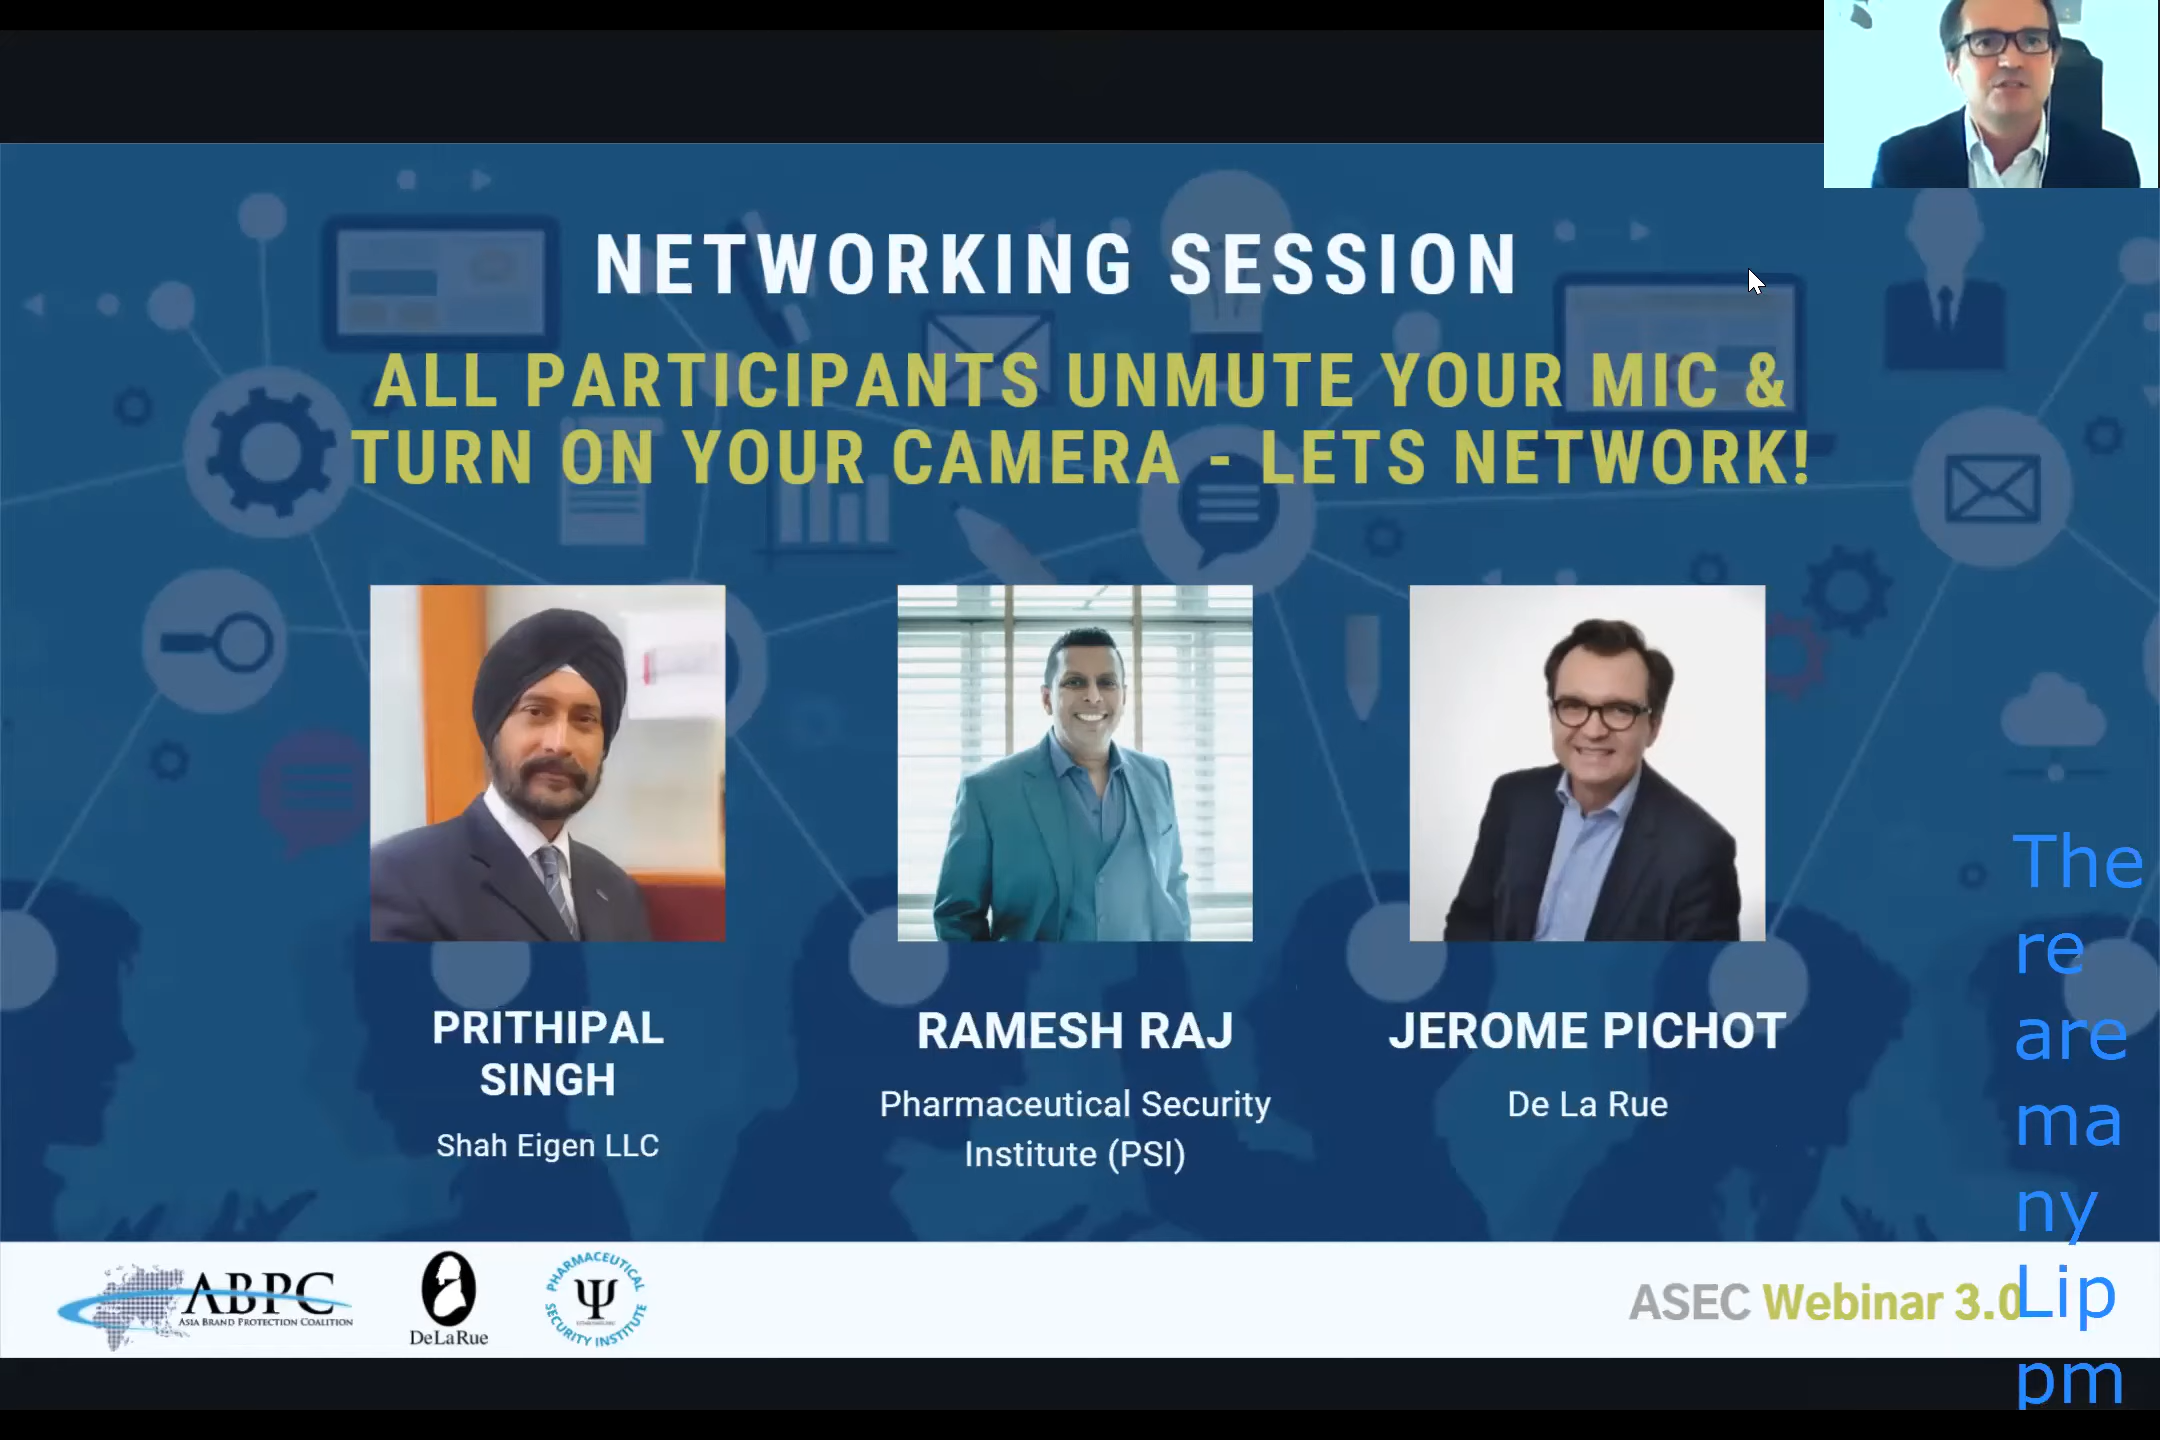 NETWORKING SESSION
ALL PARTICIPANTS UNMUTE YOUR MIC &
TURN ON YOUR CAMERA - LETS NETWORK!
PRITHIPAL
SINGH
Shah Eigen LLC
RAMESH RAJ
Pharmaceutical Security
Institute (PSI)
JEROME PICHOT
De La Rue
ABPC
ASIA BRAND PROTECTION COALITION
DeLaRue
PHARMACEUTICAL
SECURITY INSTITUTE
ASEC Webinar 3.0
The
re
are
ma
ny
Lip
pm